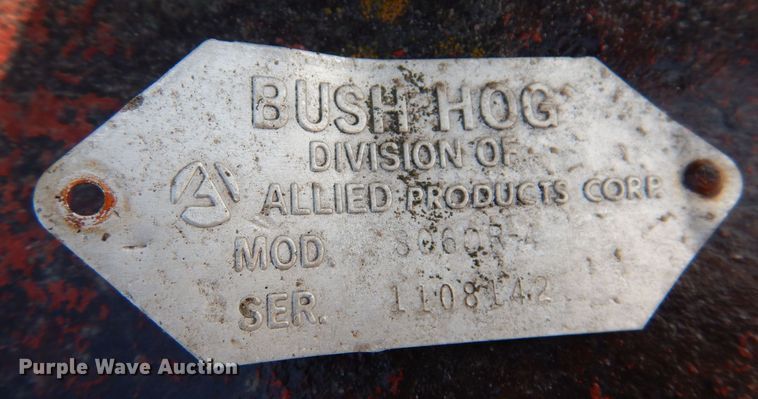 BUSH HOG
DIVISION OF
ALLIED PRODUCTS CORP.
MOD.
SER. 1108142
Purple Wave Auction